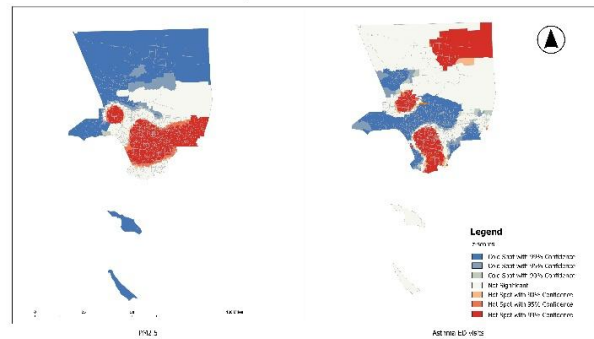 Legend
Cold Spot with 99% Confidence
Cold Spot with 95% Confidence
Cold Spot with 90% Confidence
Not Significant
Hot Spot with 90% Confidence
Hot Spot with 95% Confidence
Hot Spot with 99% Confidence
PM2.5
Asthma ED visits